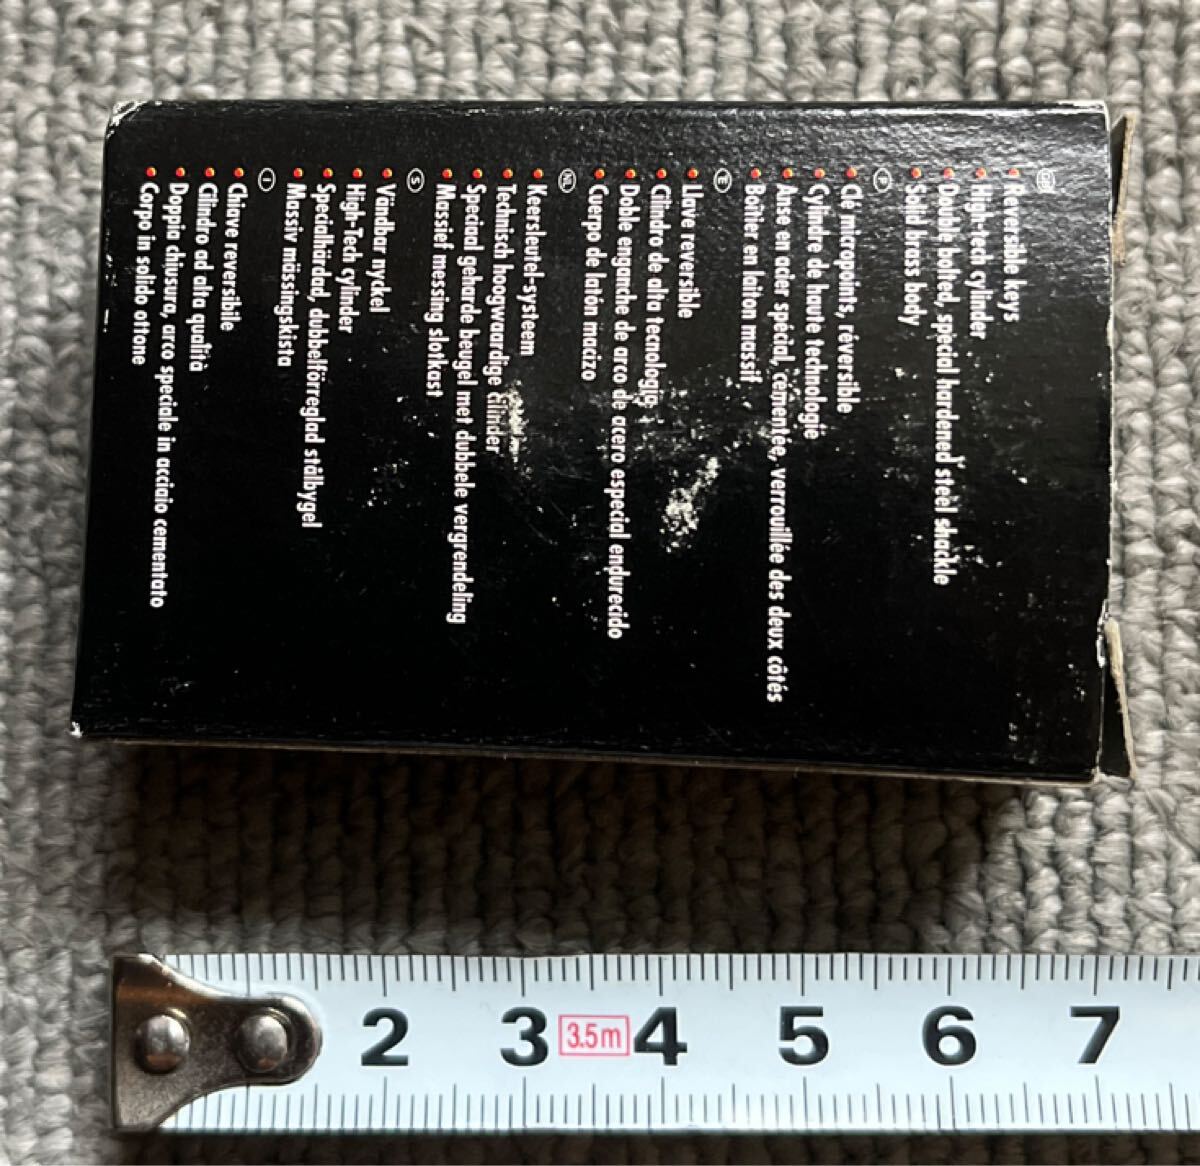 GB
• Reversible keys
• High-tech cylinder
• Double bolted, special hardened steel shackle
• Solid brass body
F
• Clé micropoints, réversible
• Cylindre de haute technologie
• Anse en acier spécial, cémentée, verrouillée des deux côtés
• Boîtier en laiton massif
E
• Llave reversible
• Cilindro de alta tecnologia
• Doble enganche de arco de acero especial endurecido
• Cuerpo de latón macizo
NL
• Keersleutel-systeem
• Technisch hoogwaardige cilinder
• Speciaal geharde beugel met dubbele vergrendeling
• Massief messing slotkast
S
• Vändbar nyckel
• High-Tech cylinder
• Specialhärdad, dubbelförreglad stålbygel
• Massiv mässingskista
I
• Chiave reversibile
• Cilindro ad alta qualità
• Doppia chiusura, arco speciale in acciaio cementato
• Corpo in solido ottone
2 3 3.5m 4 5 6 7